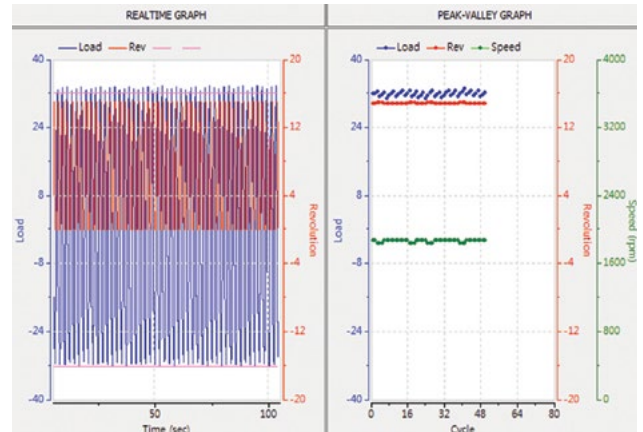 REALTIME GRAPH
Load Rev
40
24
8
-8
-24
-40
Load
20
12
4
-4
-12
-20
Revolution
50 100
Time (sec)
PEAK-VALLEY GRAPH
Load Rev Speed
40
24
8
-8
-24
-40
Load
20
12
4
-4
-12
-20
Revolution
4000
3600
2400
1800
800
0
Speed (rpm)
0 16 32 48 64 80
Cycle